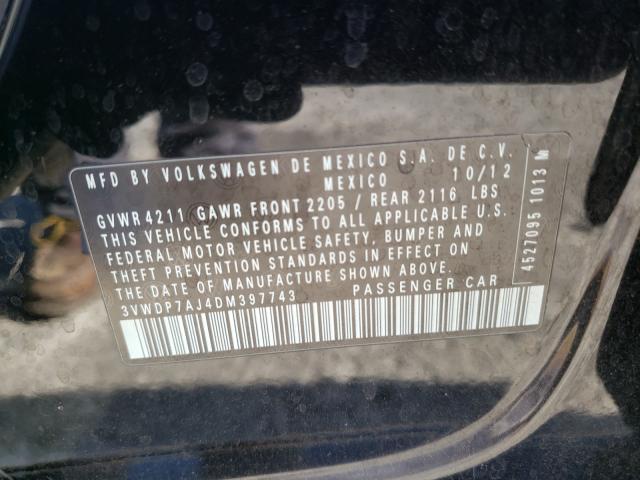 MFD BY VOLKSWAGEN DE MEXICO S.A. DE C.V.
MEXICO 10/12
GVWR 4211 GAWR FRONT 2205 / REAR 2116 LBS
THIS VEHICLE CONFORMS TO ALL APPLICABLE U.S.
FEDERAL MOTOR VEHICLE SAFETY, BUMPER AND
THEFT PREVENTION STANDARDS IN EFFECT ON
THE DATE OF MANUFACTURE SHOWN ABOVE.
3VWDP7AJ4DM397743 PASSENGER CAR
4527095 1013 M